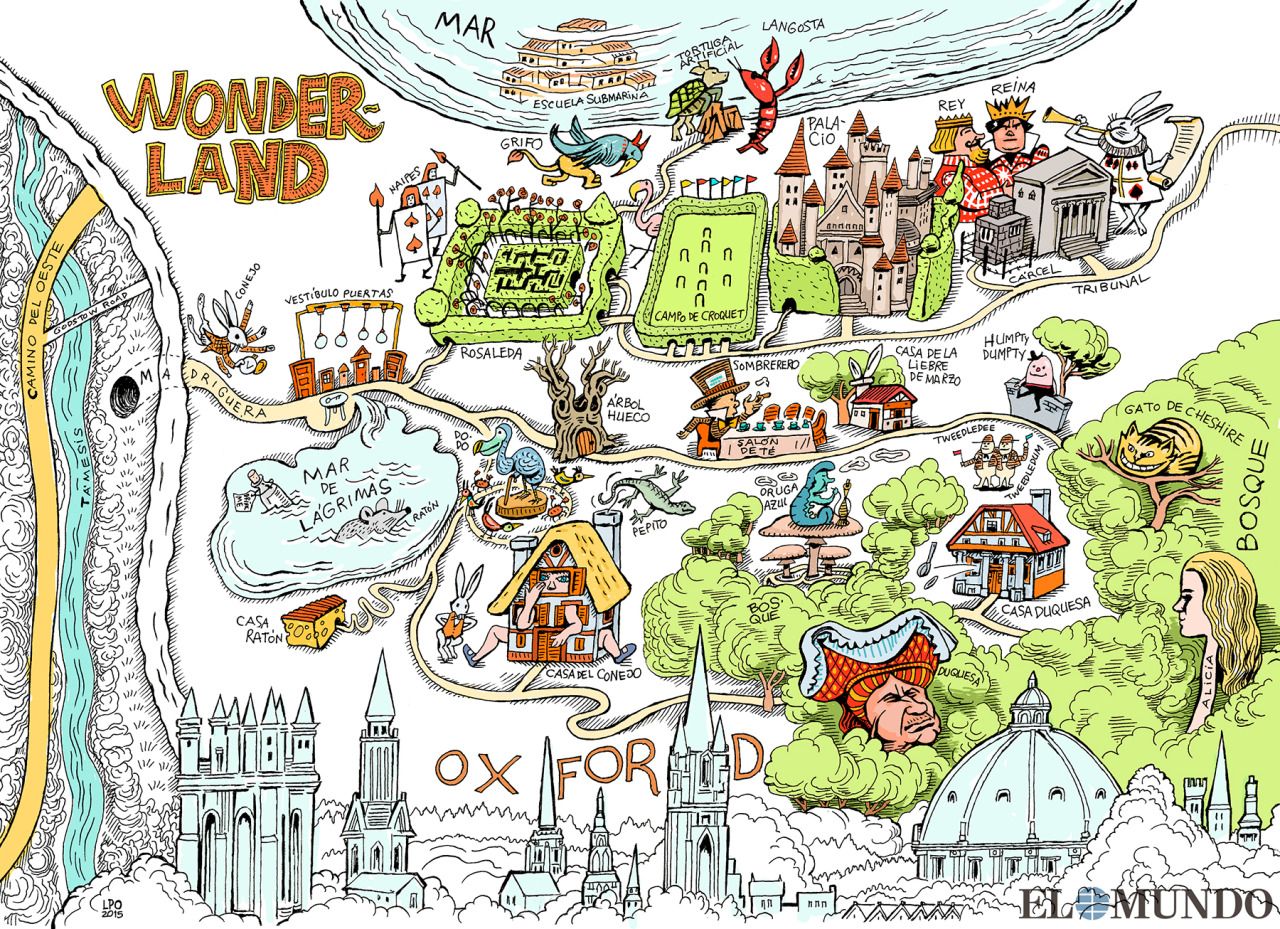 MAR
LANGOSTA
TORTUGA
ARTIFICIAL
ESCUELA SUBMARINA
WONDER-
LAND
GRIFO
PALA-
CIO
REY
REINA
NAIPES
CAMINO DEL OESTE
GODSTOW ROAD
TÁMESIS
CONEJO
VESTÍBULO PUERTAS
CAMPO DE CROQUET
CÁRCEL
TRIBUNAL
ROSALEDA
MADRIGUERA
SOMBRERERO
CASA DE LA
LIEBRE
DE MARZO
HUMPTY
DUMPTY
ÁRBOL
HUECO
SALÓN
DE TÉ
GATO DE CHESHIRE
BOSQUE
TWEEDLEDEE
TWEEDLEDUM
DO-
DO
MAR
DE
LÁGRIMAS
RATÓN
PEPITO
ORUGA
AZUL
CASA
RATÓN
BOS-
QUE
CASA DUQUESA
CASA DEL CONEJO
DUQUESA
ALICIA
OXFORD
LPO
2015
EL MUNDO